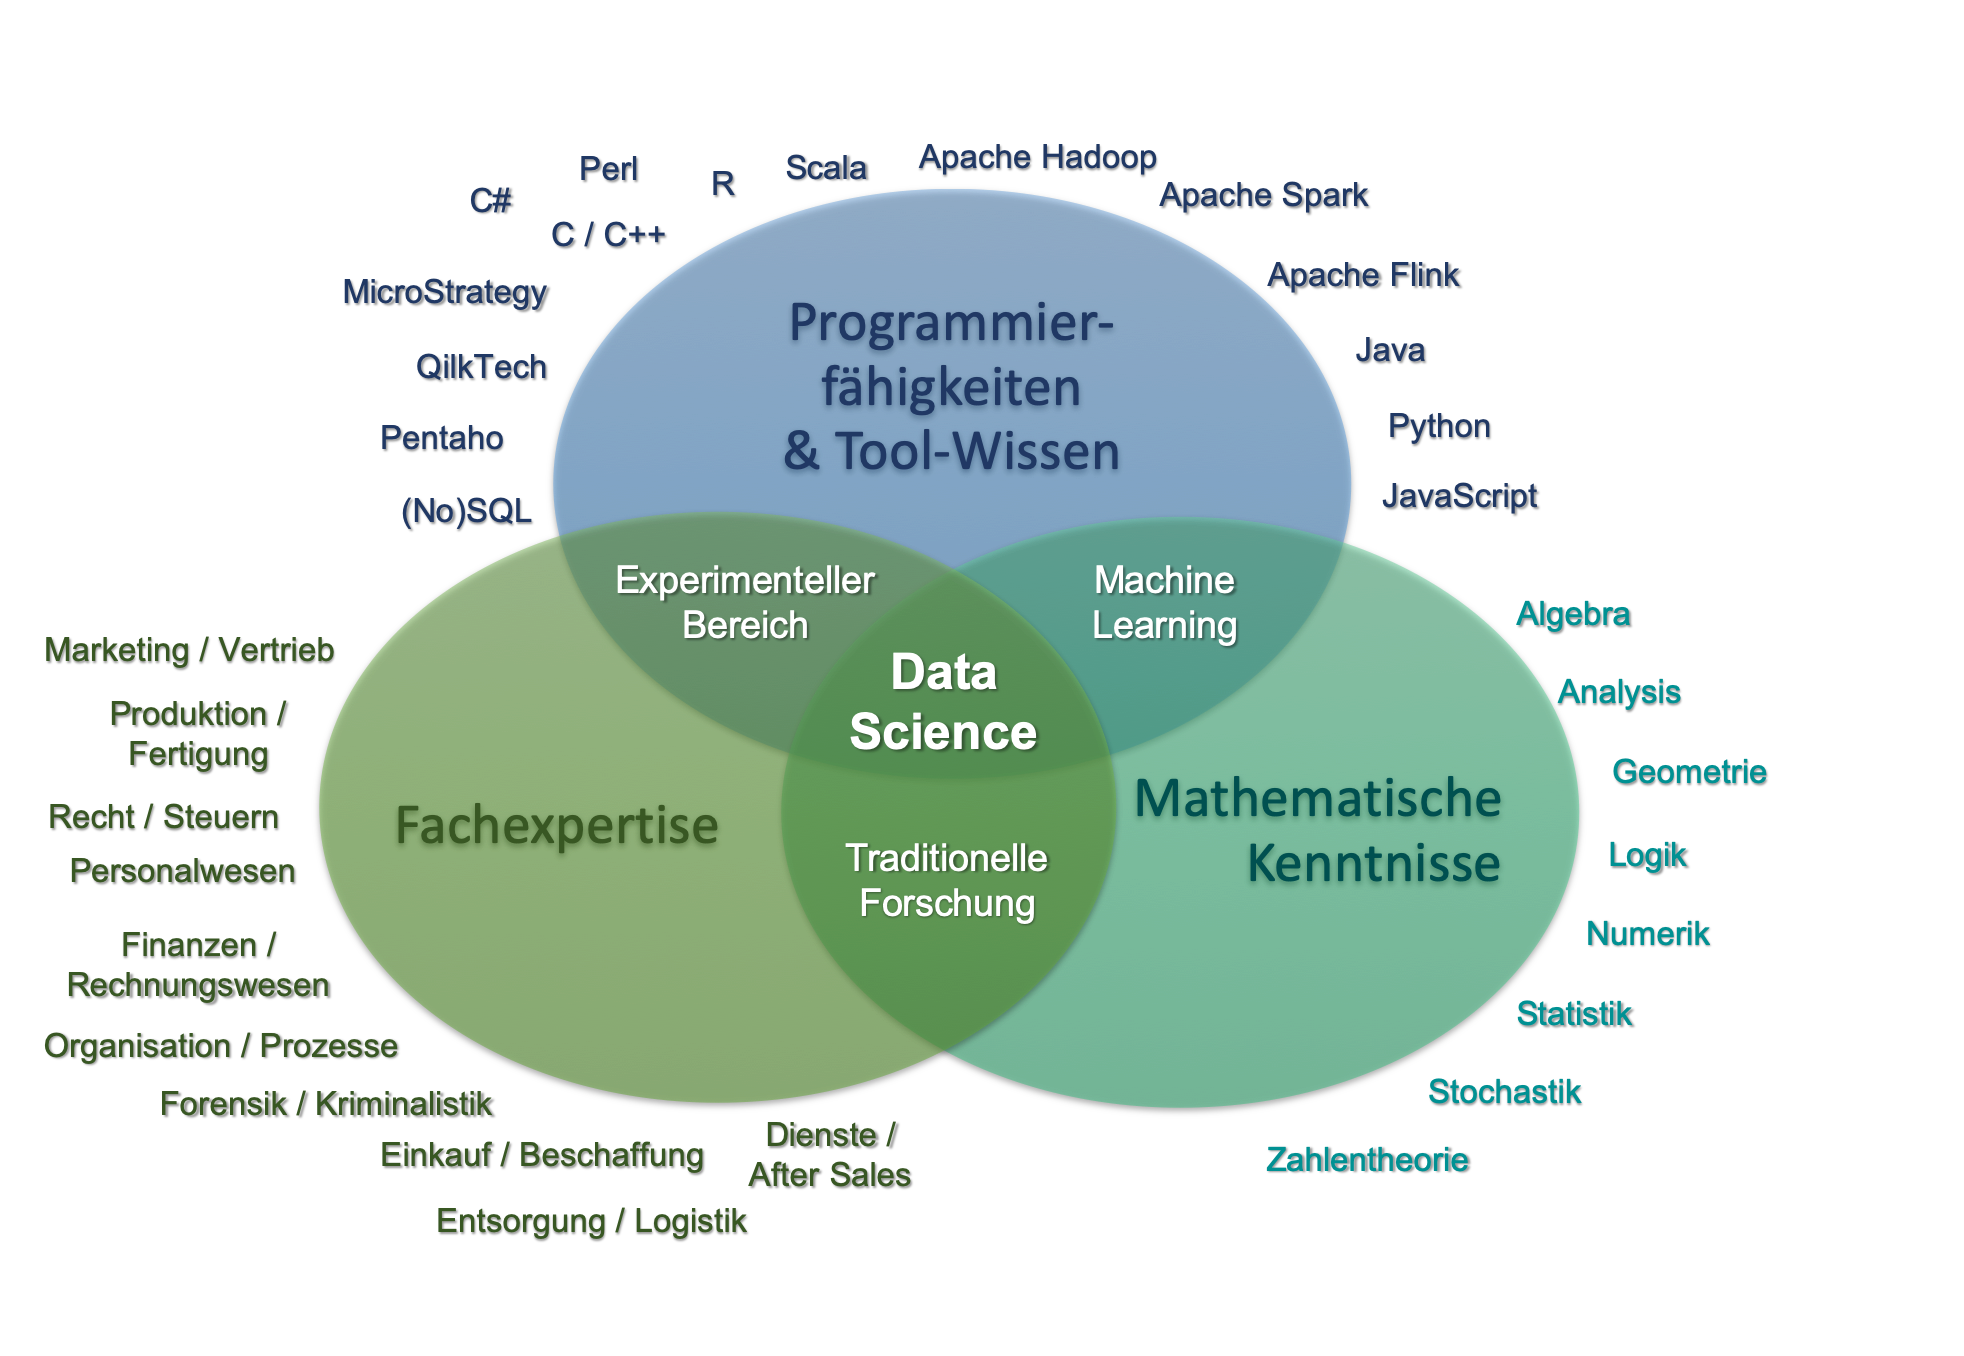 Perl
R
Scala
Apache Hadoop
C#
Apache Spark
C / C++
MicroStrategy
Apache Flink
QilkTech
Java
Pentaho
Python
(No)SQL
JavaScript
Programmier-
fähigkeiten
& Tool-Wissen
Experimenteller
Bereich
Machine
Learning
Data
Science
Fachexpertise
Mathematische
Kenntnisse
Traditionelle
Forschung
Marketing / Vertrieb
Produktion /
Fertigung
Recht / Steuern
Personalwesen
Finanzen /
Rechnungswesen
Organisation / Prozesse
Forensik / Kriminalistik
Einkauf / Beschaffung
Dienste /
After Sales
Entsorgung / Logistik
Algebra
Analysis
Geometrie
Logik
Numerik
Statistik
Stochastik
Zahlentheorie